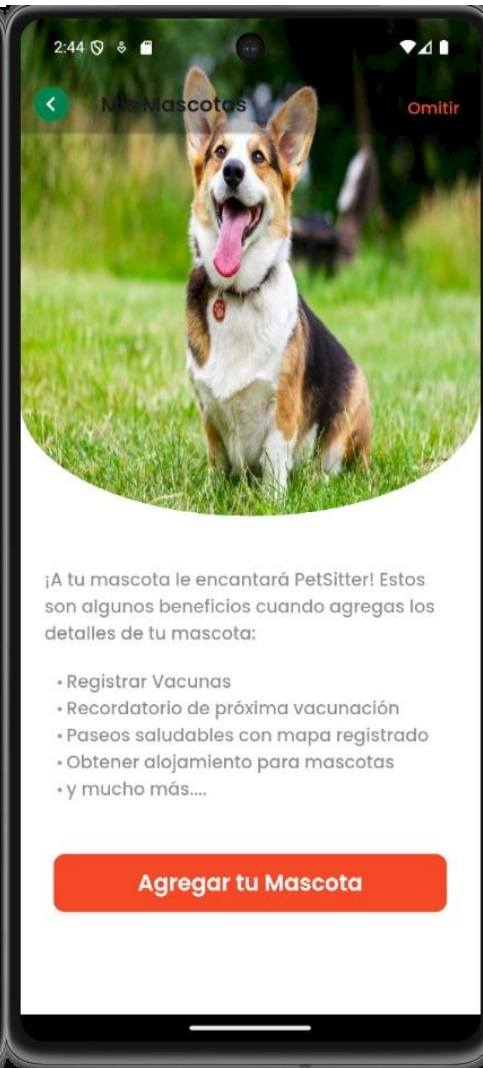 2:44
Mis Mascotas
Omitir
¡A tu mascota le encantará PetSitter! Estos
son algunos beneficios cuando agregas los
detalles de tu mascota:
• Registrar Vacunas
• Recordatorio de próxima vacunación
• Paseos saludables con mapa registrado
• Obtener alojamiento para mascotas
• y mucho más....
Agregar tu Mascota